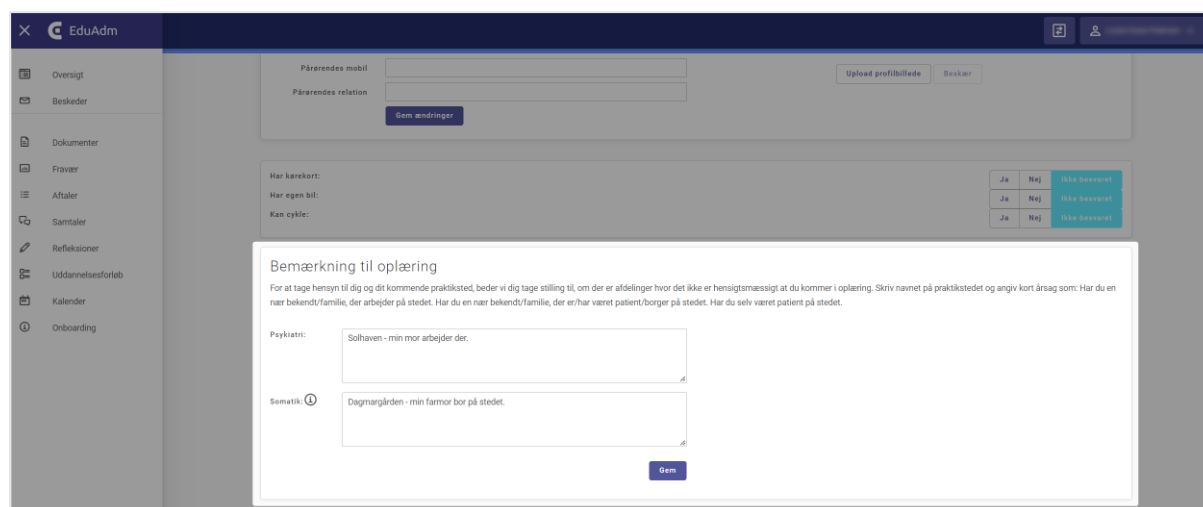 EduAdm
Oversigt
Beskeder
Dokumenter
Fravær
Aftaler
Samtaler
Refleksioner
Uddannelsesforløb
Kalender
Onboarding
Pårørendes mobil
Pårørendes relation
Gem ændringer
Upload profilbillede
Beskær
Har kørekort:
Ja Nej Ikke besvaret
Har egen bil:
Ja Nej Ikke besvaret
Kan cykle:
Ja Nej Ikke besvaret
Bemærkning til oplæring
For at tage hensyn til dig og dit kommende praktiksted, beder vi dig tage stilling til, om der er afdelinger hvor det ikke er hensigtsmæssigt at du kommer i oplæring. Skriv navnet på praktikstedet og angiv kort årsag som: Har du en
nær bekendt/familie, der arbejder på stedet. Har du en nær bekendt/familie, der er/har været patient/borger på stedet. Har du selv været patient på stedet.
Psykiatri:
Solhaven - min mor arbejder der.
Somatik:
Dagmargården - min farmor bor på stedet.
Gem